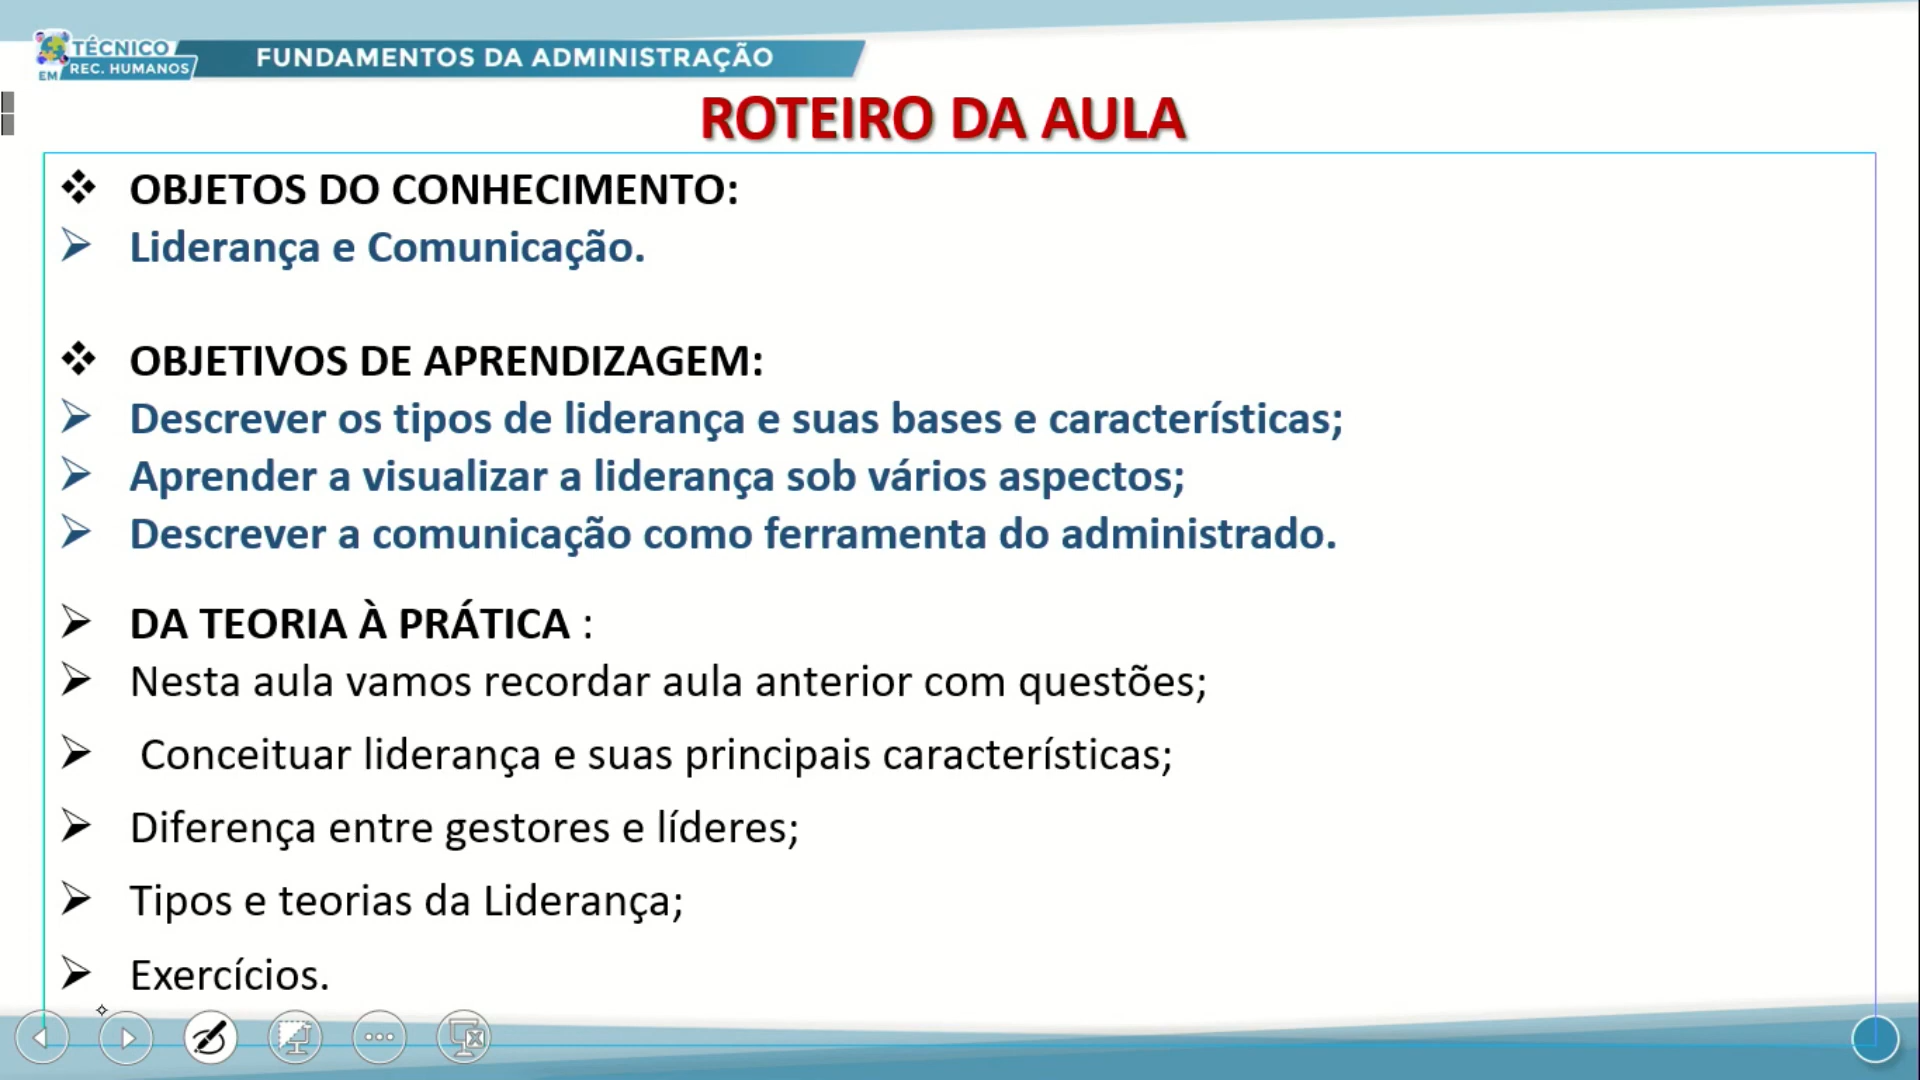 TÉCNICO
EM REC. HUMANOS
FUNDAMENTOS DA ADMINISTRAÇÃO
ROTEIRO DA AULA
OBJETOS DO CONHECIMENTO:
Liderança e Comunicação.
OBJETIVOS DE APRENDIZAGEM:
Descrever os tipos de liderança e suas bases e características;
Aprender a visualizar a liderança sob vários aspectos;
Descrever a comunicação como ferramenta do administrado.
DA TEORIA À PRÁTICA :
Nesta aula vamos recordar aula anterior com questões;
Conceituar liderança e suas principais características;
Diferença entre gestores e líderes;
Tipos e teorias da Liderança;
Exercícios.